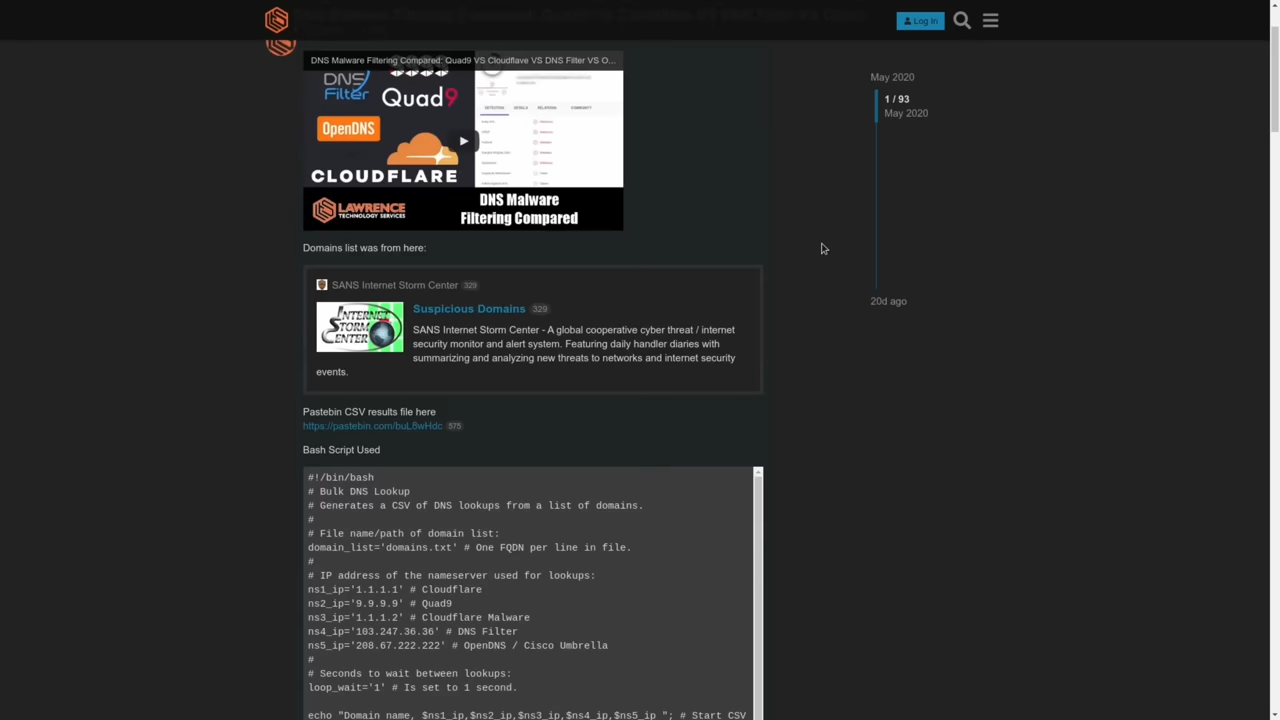 Log In
DNS Malware Filtering Compared: Quad9 VS Cloudflare VS DNS Filter VS O...
DNS
Filter
Quad9
OpenDNS
CLOUDFLARE
DETECTION DETAILS RELATIONS COMMUNITY
LAWRENCE
TECHNOLOGY SERVICES
DNS Malware
Filtering Compared
May 2020
1 / 93
May 2020
20d ago
Domains list was from here:
SANS Internet Storm Center 329
INTERNET
STORM
CENTER
Suspicious Domains 329
SANS Internet Storm Center - A global cooperative cyber threat / internet
security monitor and alert system. Featuring daily handler diaries with
summarizing and analyzing new threats to networks and internet security
events.
Pastebin CSV results file here
https://pastebin.com/buL8wHdc 575
Bash Script Used
#!/bin/bash
# Bulk DNS Lookup
# Generates a CSV of DNS lookups from a list of domains.
#
# File name/path of domain list:
domain_list='domains.txt' # One FQDN per line in file.
#
# IP address of the nameserver used for lookups:
ns1_ip='1.1.1.1' # Cloudflare
ns2_ip='9.9.9.9' # Quad9
ns3_ip='1.1.1.2' # Cloudflare Malware
ns4_ip='103.247.36.36' # DNS Filter
ns5_ip='208.67.222.222' # OpenDNS / Cisco Umbrella
#
# Seconds to wait between lookups:
loop_wait='1' # Is set to 1 second.
echo "Domain name, $ns1_ip,$ns2_ip,$ns3_ip,$ns4_ip,$ns5_ip "; # Start CSV